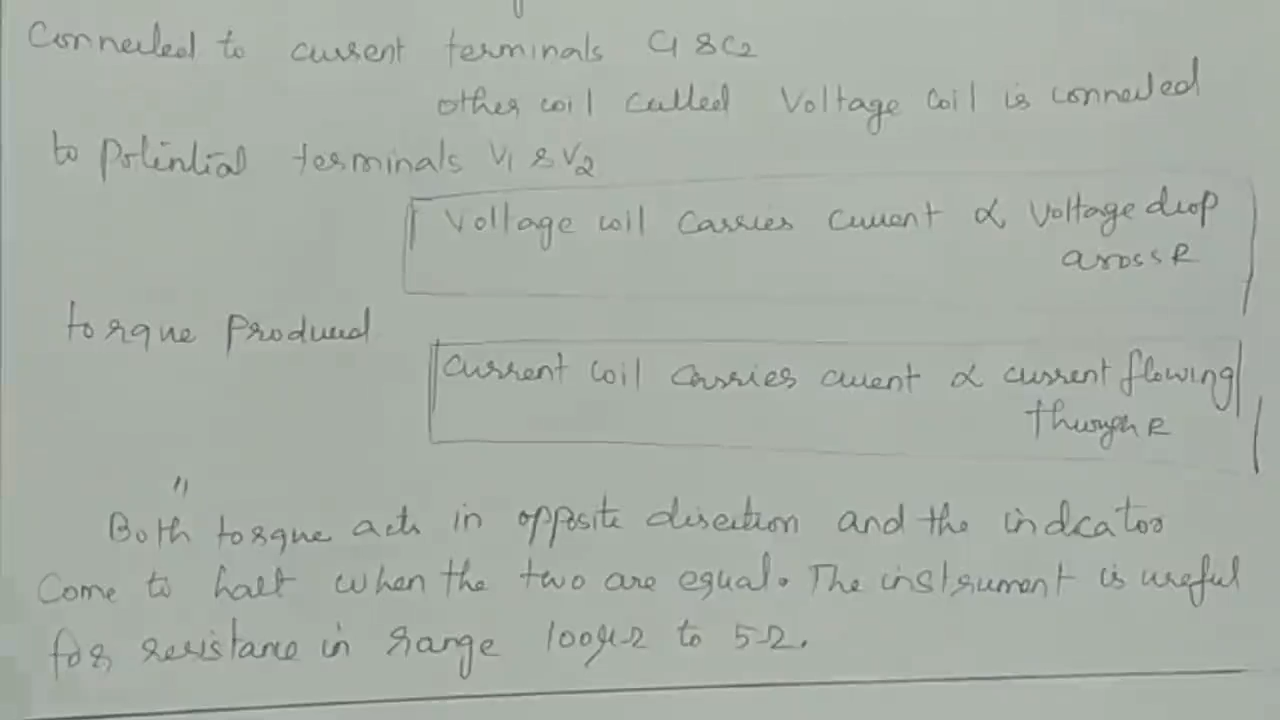 Connected to current terminals C1 & C2
other coil called Voltage coil is connected
to potential terminals V1 & V2
Voltage coil carries current ∝ Voltage drop
across R
torque Produced
Current coil carries current ∝ current flowing
through R
"
Both torque acts in opposite direction and the indcator
Come to halt when the two are equal. The instrument is useful
for resistance in range 100μΩ to 5Ω.